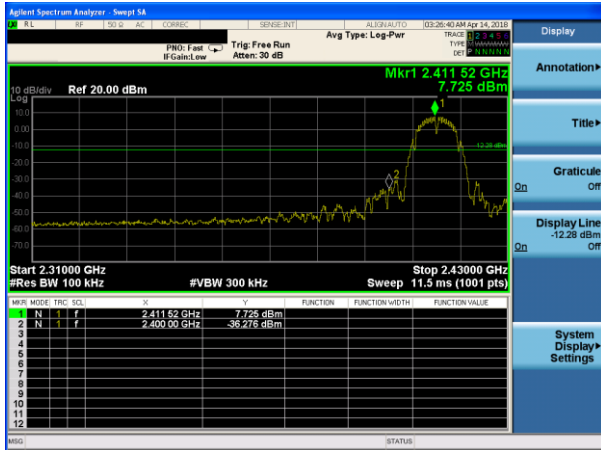 Agilent Spectrum Analyzer - Swept SA
RL RF 50 Ω AC CORREC SENSE:INT ALIGNAUTO 03:26:40 AM Apr 14, 2018
Avg Type: Log-Pwr
TRACE 1 2 3 4 5 6
TYPE M
DET P N N N N N
PNO: Fast Trig: Free Run
IFGain:Low Atten: 30 dB
Mkr1 2.411 52 GHz
7.725 dBm
10 dB/div Ref 20.00 dBm
Log
10.0
0.00
-10.0
-12.28 dBm
-20.0
-30.0
-40.0
-50.0
-60.0
-70.0
1
2
Start 2.31000 GHz Stop 2.43000 GHz
#Res BW 100 kHz #VBW 300 kHz Sweep 11.5 ms (1001 pts)
MKR MODE TRC SCL X Y FUNCTION FUNCTION WIDTH FUNCTION VALUE
1 N 1 f 2.411 52 GHz 7.725 dBm
2 N 1 f 2.400 00 GHz -36.276 dBm
3
4
5
6
7
8
9
10
11
12
MSG STATUS
Display
Annotation
Title
Graticule
On Off
Display Line
-12.28 dBm
On Off
System
Display
Settings